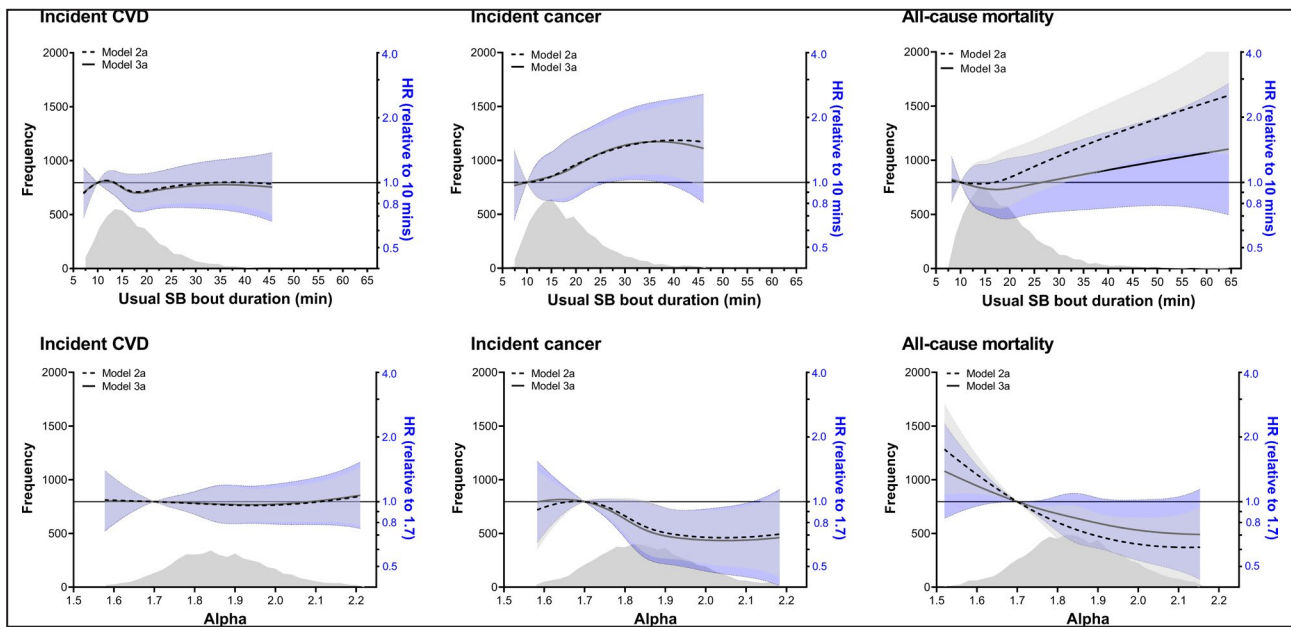 Incident CVD
Incident cancer
All-cause mortality
Model 2a
Model 3a
Model 2a
Model 3a
Model 2a
Model 3a
Frequency
2000
1500
1000
500
0
4.0
2.0
1.0
0.8
0.5
HR (relative to 10 mins)
Frequency
2000
1500
1000
500
0
4.0
2.0
1.0
0.8
0.5
HR (relative to 10 mins)
Frequency
2000
1500
1000
500
0
4.0
2.0
1.0
0.8
0.5
HR (relative to 10 mins)
5 10 15 20 25 30 35 40 45 50 55 60 65
5 10 15 20 25 30 35 40 45 50 55 60 65
5 10 15 20 25 30 35 40 45 50 55 60 65
Usual SB bout duration (min)
Usual SB bout duration (min)
Usual SB bout duration (min)
Incident CVD
Incident cancer
All-cause mortality
Model 2a
Model 3a
Model 2a
Model 3a
Model 2a
Model 3a
Frequency
2000
1500
1000
500
0
4.0
2.0
1.0
0.8
0.5
HR (relative to 1.7)
Frequency
2000
1500
1000
500
0
4.0
2.0
1.0
0.8
0.5
HR (relative to 1.7)
Frequency
2000
1500
1000
500
0
4.0
2.0
1.0
0.8
0.5
HR (relative to 1.7)
1.5 1.6 1.7 1.8 1.9 2.0 2.1 2.2
1.5 1.6 1.7 1.8 1.9 2.0 2.1 2.2
1.5 1.6 1.7 1.8 1.9 2.0 2.1 2.2
Alpha
Alpha
Alpha